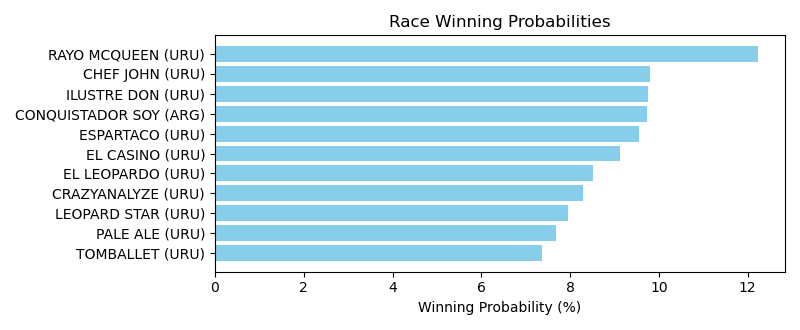 Race Winning Probabilities
RAYO MCQUEEN (URU)
CHEF JOHN (URU)
ILUSTRE DON (URU)
CONQUISTADOR SOY (ARG)
ESPARTACO (URU)
EL CASINO (URU)
EL LEOPARDO (URU)
CRAZYANALYZE (URU)
LEOPARD STAR (URU)
PALE ALE (URU)
TOMBALLET (URU)
0 2 4 6 8 10 12
Winning Probability (%)